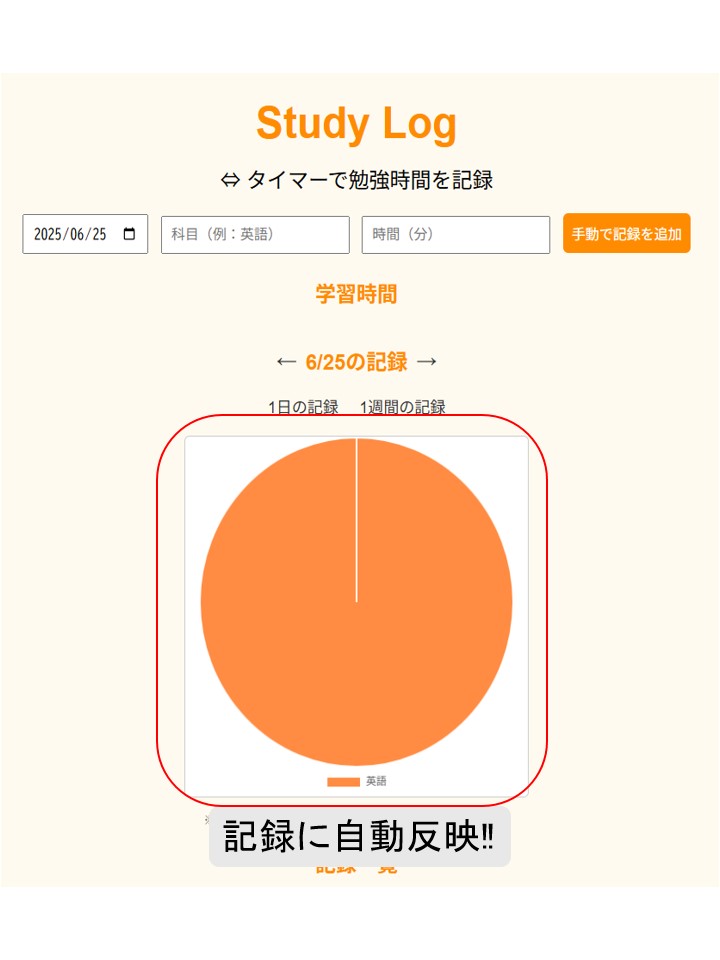 Study Log
⇔ タイマーで勉強時間を記録
2025/06/25 科目（例：英語） 時間（分） 手動で記録を追加
学習時間
← 6/25の記録 →
1日の記録 1週間の記録
英語
記録に自動反映!!